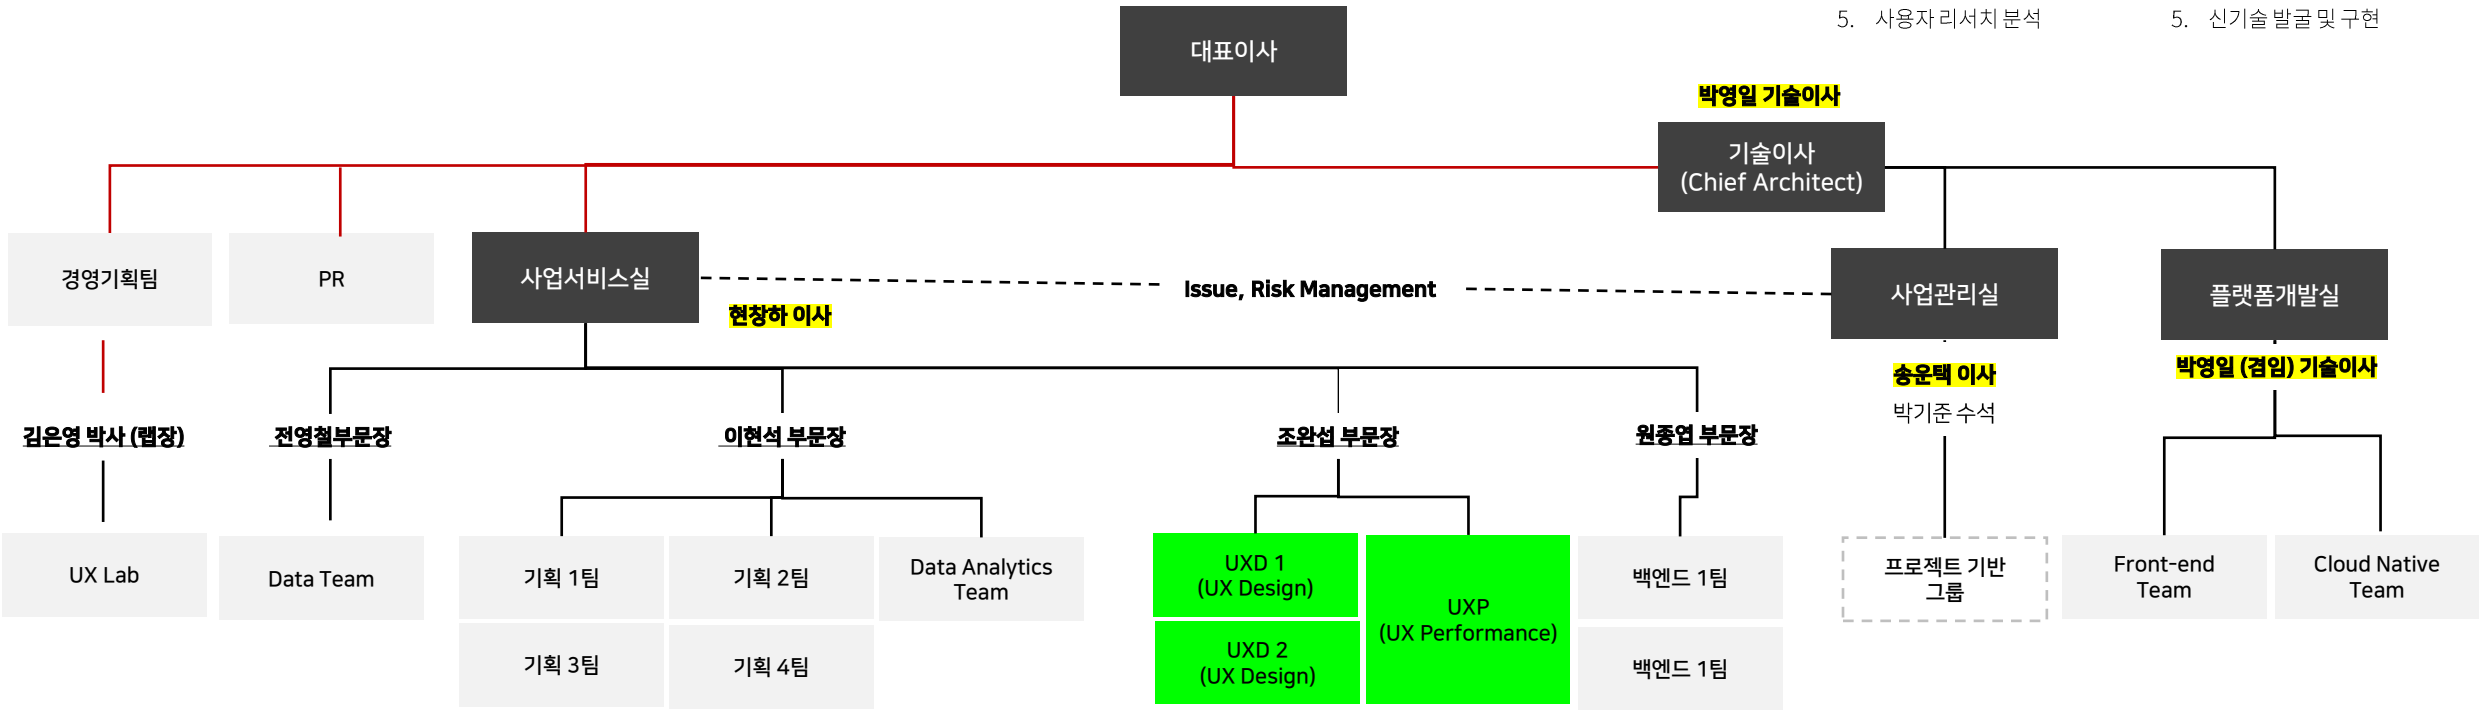 5. 사용자 리서치 분석
5. 신기술 발굴 및 구현
대표이사
박영일 기술이사
기술이사
(Chief Architect)
경영기획팀
PR
사업서비스실
현창하 이사
Issue, Risk Management
사업관리실
플랫폼개발실
송운택 이사
박기준 수석
박영일 (겸임) 기술이사
김은영 박사 (랩장)
전영철부문장
이현석 부문장
조완섭 부문장
원종엽 부문장
UX Lab
Data Team
기획 1팀
기획 2팀
Data Analytics
Team
UXD 1
(UX Design)
UXP
(UX Performance)
백엔드 1팀
프로젝트 기반
그룹
Front-end
Team
Cloud Native
Team
기획 3팀
기획 4팀
UXD 2
(UX Design)
백엔드 1팀